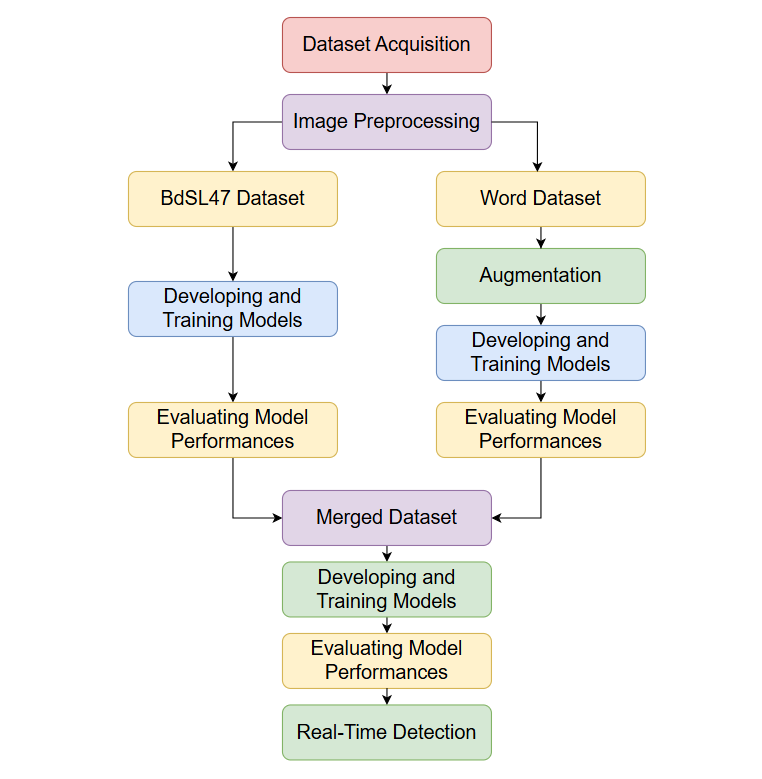 Dataset Acquisition
Image Preprocessing
BdSL47 Dataset
Word Dataset
Augmentation
Developing and
Training Models
Developing and
Training Models
Evaluating Model
Performances
Evaluating Model
Performances
Merged Dataset
Developing and
Training Models
Evaluating Model
Performances
Real-Time Detection